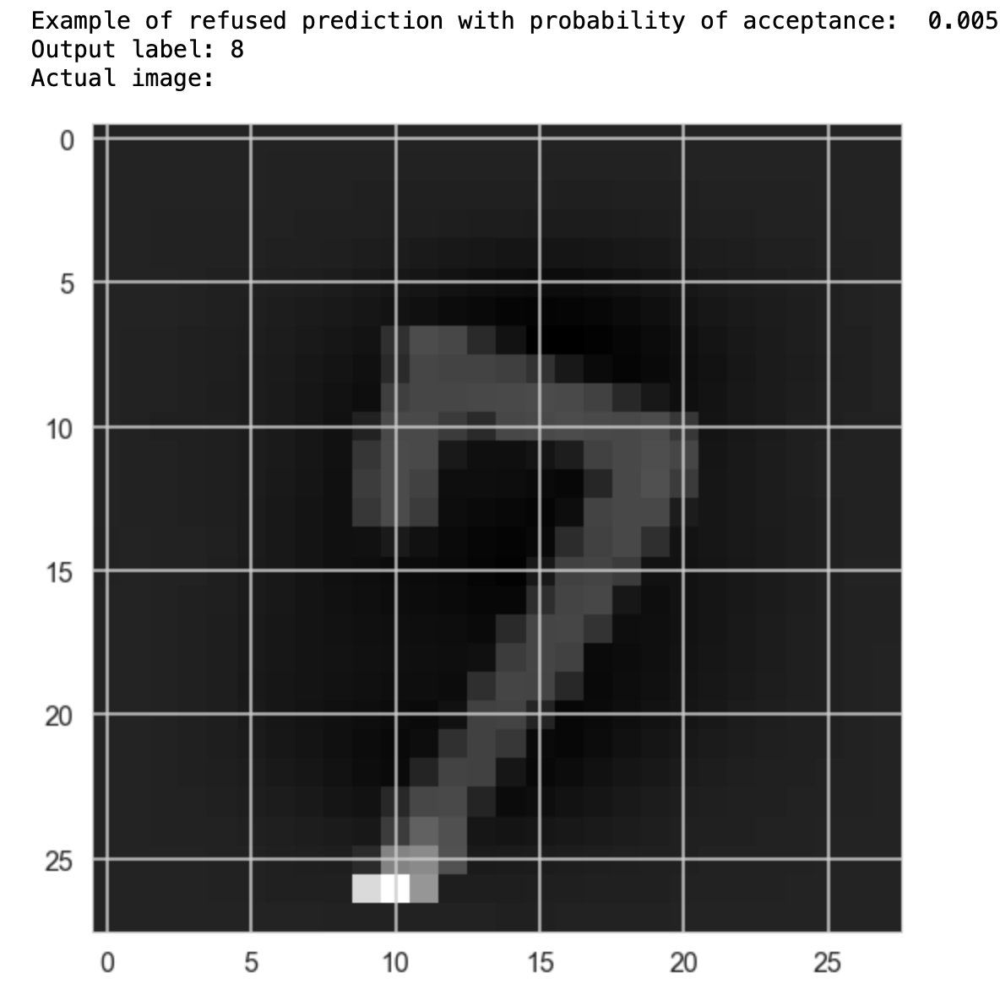 Example of refused prediction with probability of acceptance:  0.005
Output label: 8
Actual image:
0
5
10
15
20
25
0 5 10 15 20 25